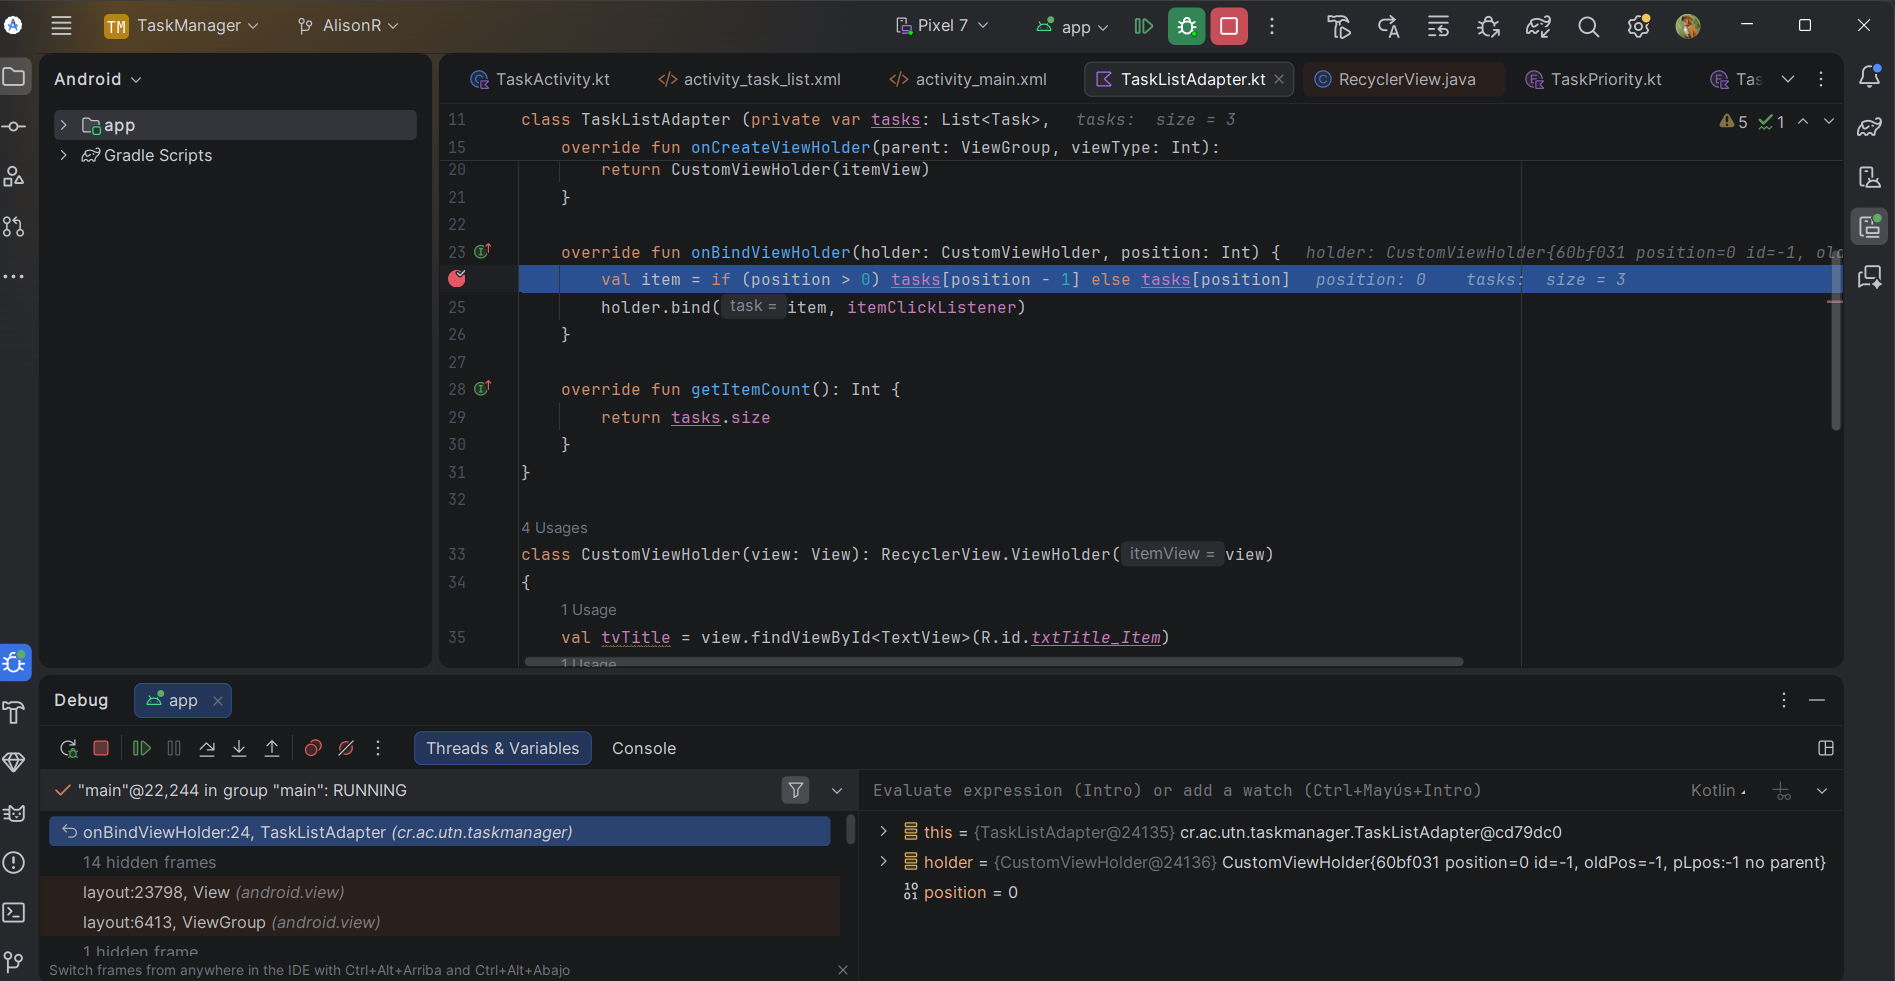 TM TaskManager AlisonR Pixel 7 app
Android
app
Gradle Scripts
TaskActivity.kt </> activity_task_list.xml </> activity_main.xml TaskListAdapter.kt RecyclerView.java TaskPriority.kt Tas
11 class TaskListAdapter (private var tasks: List<Task>, tasks: size = 3 5 1
15 override fun onCreateViewHolder(parent: ViewGroup, viewType: Int):
20 return CustomViewHolder(itemView)
21 }
22
23 override fun onBindViewHolder(holder: CustomViewHolder, position: Int) { holder: CustomViewHolder{60bf031 position=0 id=-1, old
val item = if (position > 0) tasks[position - 1] else tasks[position] position: 0 tasks: size = 3
25 holder.bind( task = item, itemClickListener)
26 }
27
28 override fun getItemCount(): Int {
29 return tasks.size
30 }
31 }
32
4 Usages
33 class CustomViewHolder(view: View): RecyclerView.ViewHolder( itemView = view)
34 {
1 Usage
35 val tvTitle = view.findViewById<TextView>(R.id.txtTitle_Item)
1 Usage
Debug app
Threads & Variables Console
"main"@22,244 in group "main": RUNNING
onBindViewHolder:24, TaskListAdapter (cr.ac.utn.taskmanager)
14 hidden frames
layout:23798, View (android.view)
layout:6413, ViewGroup (android.view)
1 hidden frame
Switch frames from anywhere in the IDE with Ctrl+Alt+Arriba and Ctrl+Alt+Abajo
Evaluate expression (Intro) or add a watch (Ctrl+Mayús+Intro) Kotlin
this = {TaskListAdapter@24135} cr.ac.utn.taskmanager.TaskListAdapter@cd79dc0
holder = {CustomViewHolder@24136} CustomViewHolder{60bf031 position=0 id=-1, oldPos=-1, pLpos:-1 no parent}
position = 0